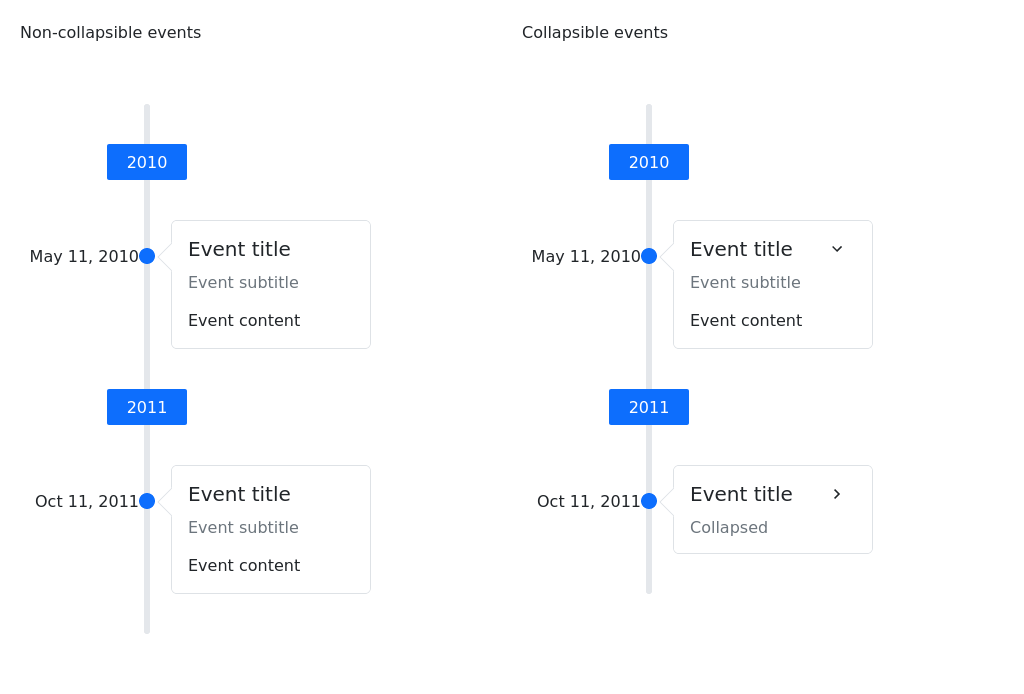 Non-collapsible events
2010
May 11, 2010
Event title
Event subtitle
Event content
2011
Oct 11, 2011
Event title
Event subtitle
Event content
Collapsible events
2010
May 11, 2010
Event title
Event subtitle
Event content
2011
Oct 11, 2011
Event title
Collapsed